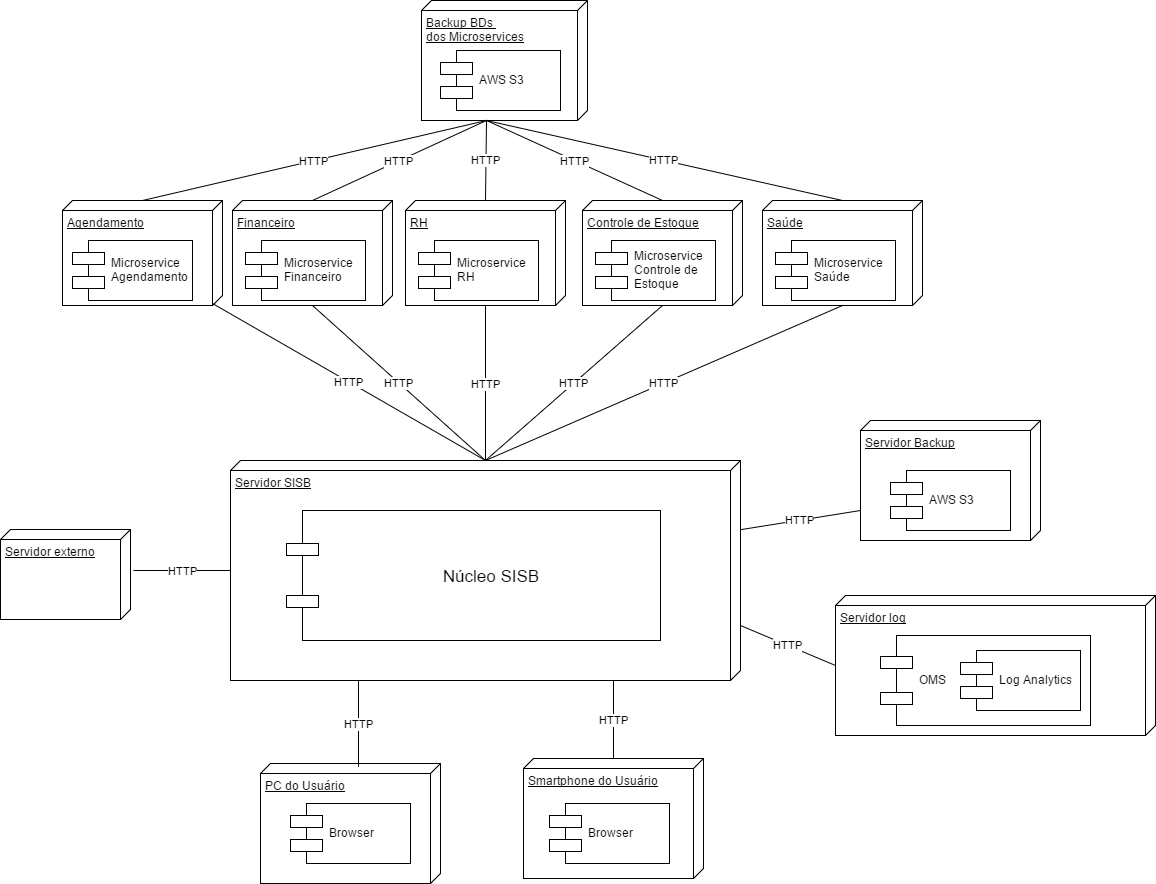 Backup BDs
dos Microservices
AWS S3
HTTP
HTTP
HTTP
HTTP
HTTP
Agendamento
Microservice
Agendamento
Financeiro
Microservice
Financeiro
RH
Microservice
RH
Controle de Estoque
Microservice
Controle de
Estoque
Saúde
Microservice
Saúde
HTTP
HTTP
HTTP
HTTP
HTTP
Servidor Backup
AWS S3
Servidor SISB
Núcleo SISB
HTTP
Servidor externo
HTTP
Servidor log
OMS
Log Analytics
HTTP
HTTP
HTTP
PC do Usuário
Browser
Smartphone do Usuário
Browser